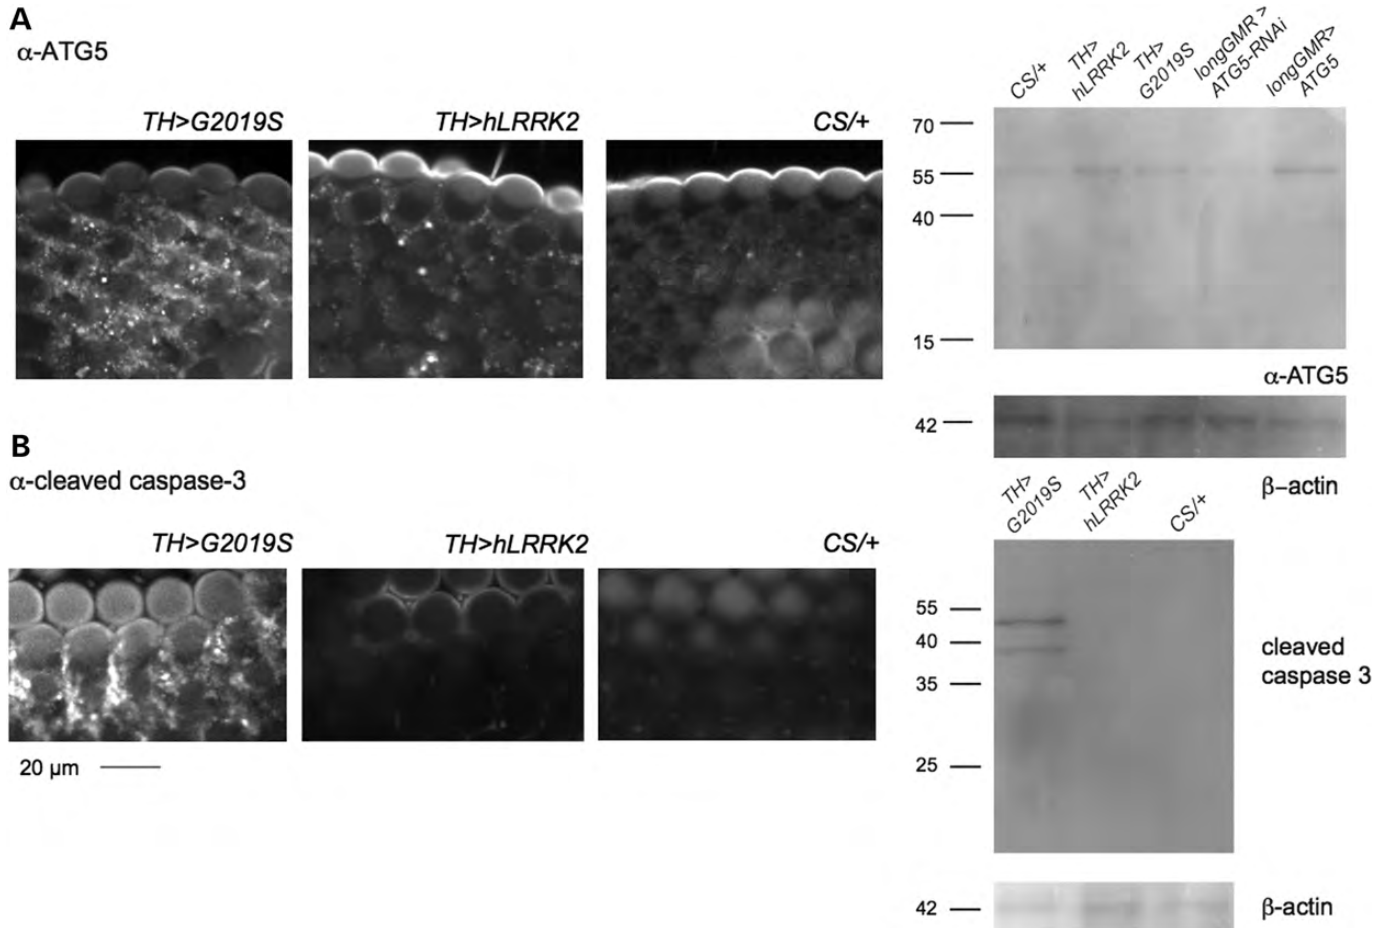 A
α-ATG5
TH>G2019S
TH>hLRRK2
CS/+
CS/+
TH>
hLRRK2
TH>
G2019S
longGMR>
ATG5-RNAi
longGMR>
ATG5
70
55
40
15
α-ATG5
42
β-actin
B
α-cleaved caspase-3
TH>G2019S
TH>hLRRK2
CS/+
20 µm
TH>
G2019S
TH>
hLRRK2
CS/+
55
40
35
25
cleaved
caspase 3
42
β-actin